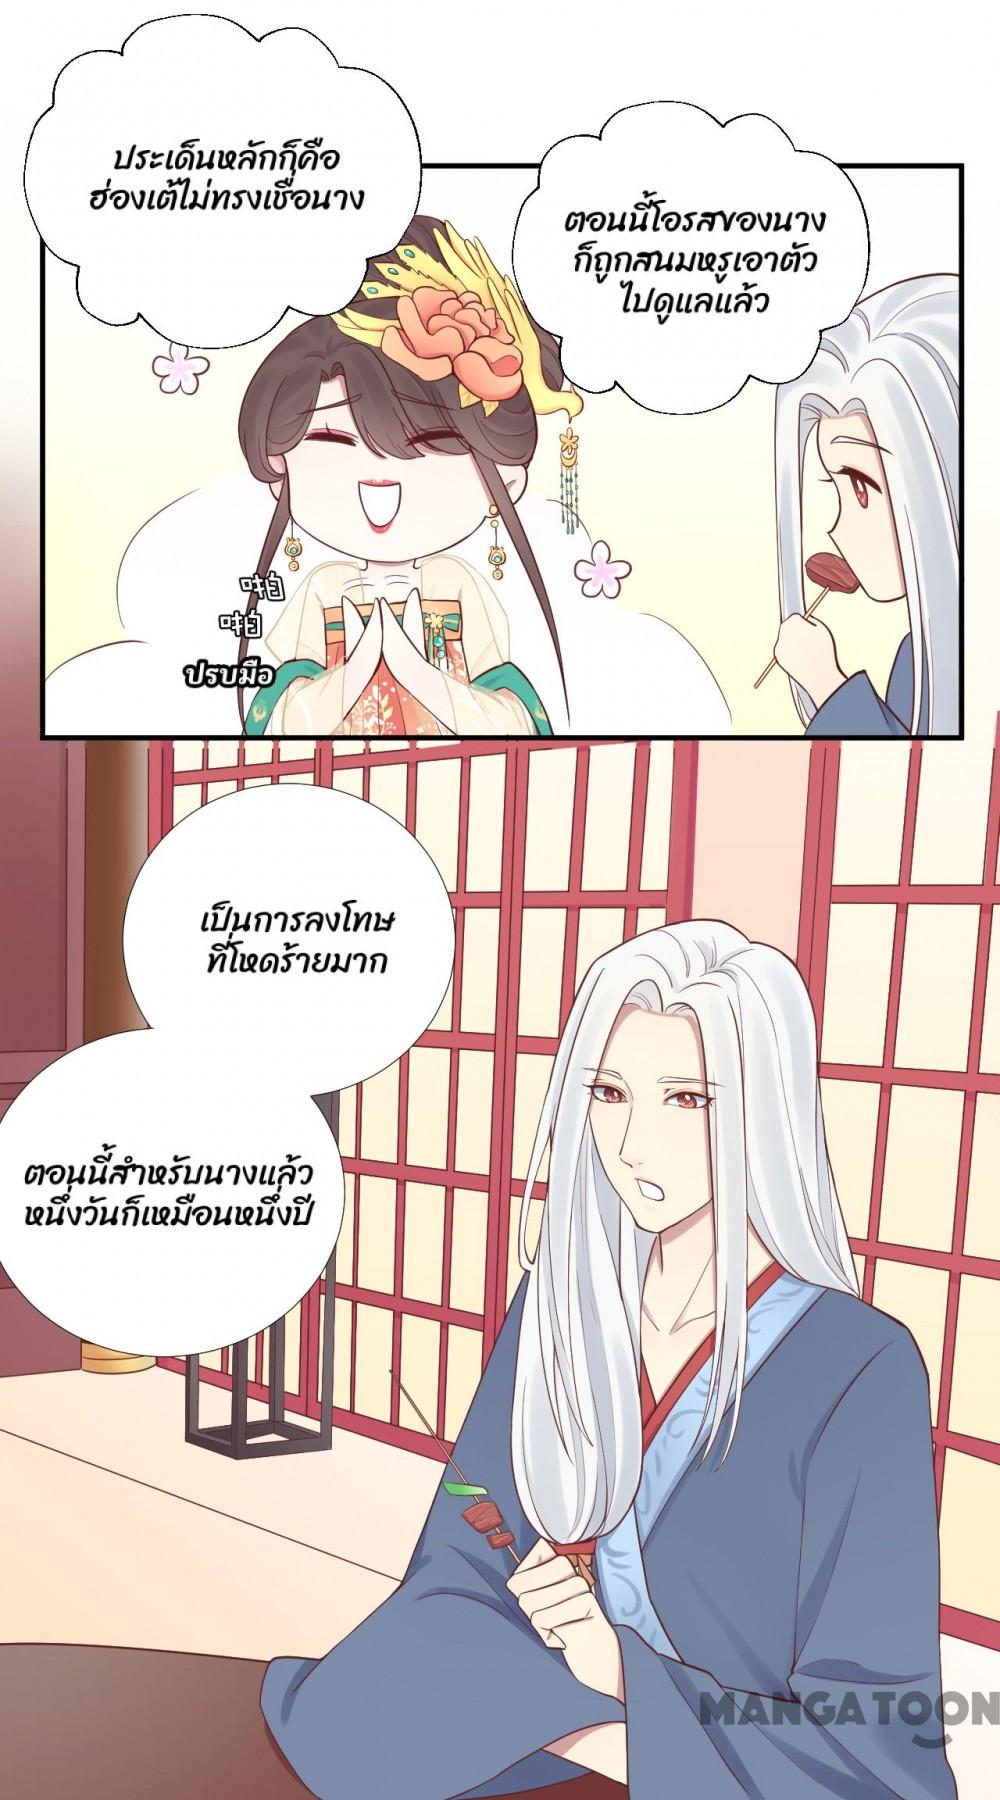 ประเด็นหลักก็คือ
ฮ่องเต้ไม่ทรงเชื่อนาง
ตอนนี้โอรสของนาง
ก็ถูกสนมหรูเอาตัว
ไปดูแลแล้ว
啪
啪
ปรบมือ
เป็นการลงโทษ
ที่โหดร้ายมาก
ตอนนี้สำหรับนางแล้ว
หนึ่งวันก็เหมือนหนึ่งปี
MANGATOON